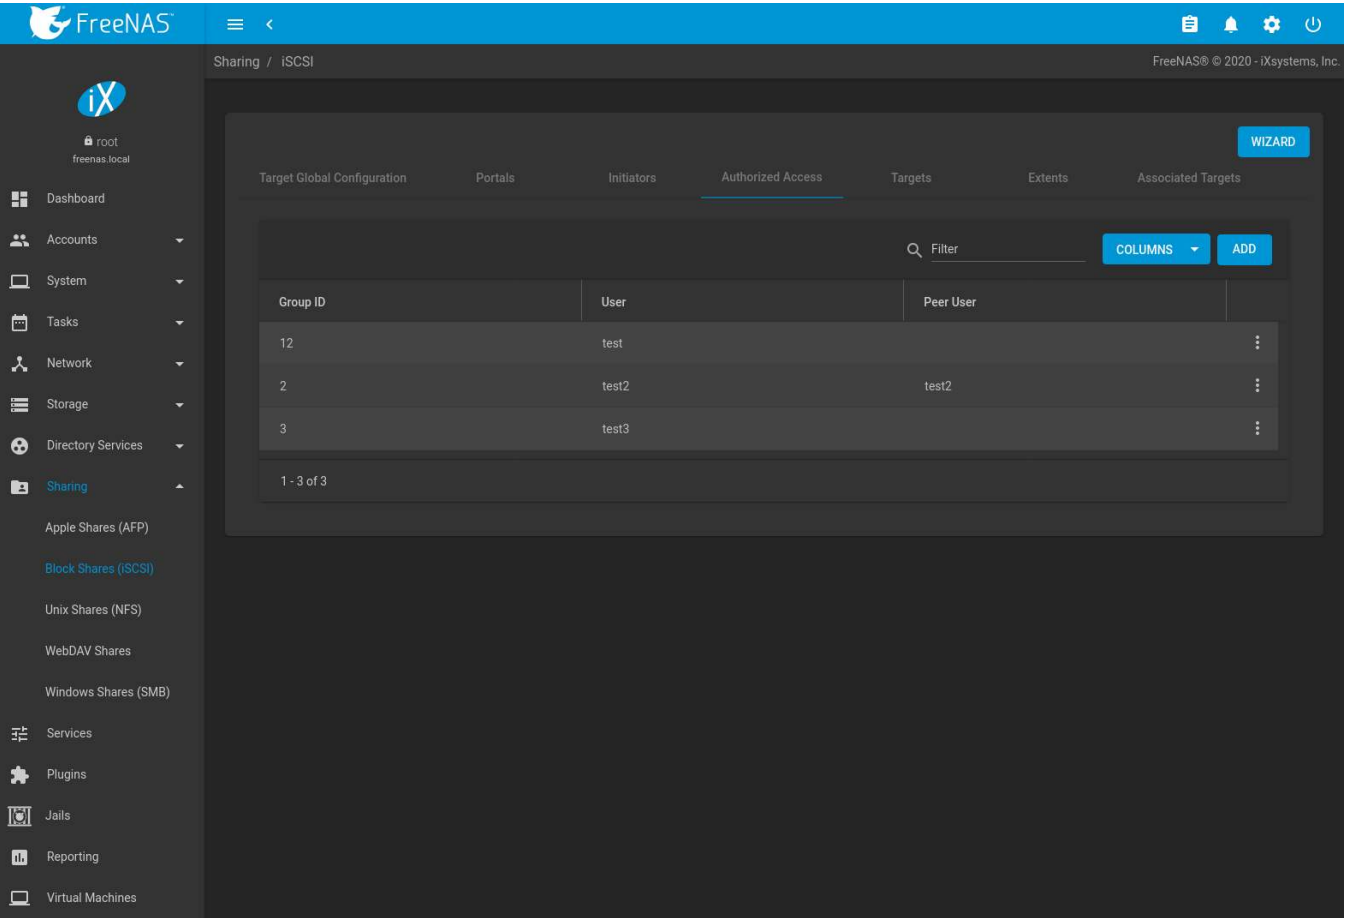 FreeNAS™
Sharing / iSCSI
FreeNAS® © 2020 - iXsystems, Inc.
iX
root
freenas.local
Dashboard
Accounts
System
Tasks
Network
Storage
Directory Services
Sharing
Apple Shares (AFP)
Block Shares (iSCSI)
Unix Shares (NFS)
WebDAV Shares
Windows Shares (SMB)
Services
Plugins
Jails
Reporting
Virtual Machines
WIZARD
Target Global Configuration Portals Initiators Authorized Access Targets Extents Associated Targets
Filter COLUMNS ADD
Group ID User Peer User
12 test
2 test2 test2
3 test3
1 - 3 of 3